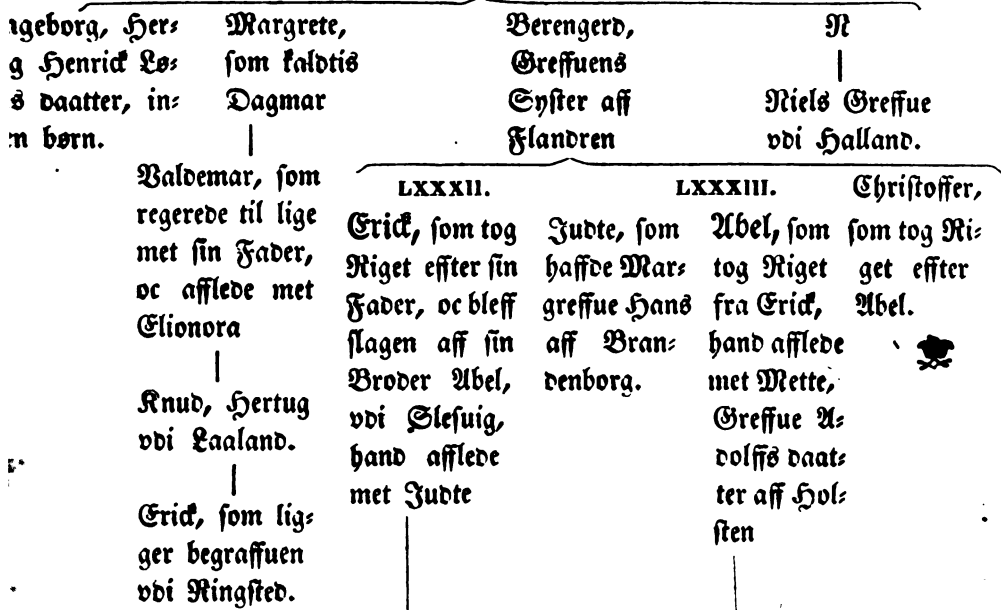 ngeborg, Her⸗
g Henrick Lø⸗
s daatter, in⸗
n børn.
Margrete,
som kaldtis
Dagmar
Valdemar, som
regerede til lige
met sin Fader,
oc afflede met
Elionora
Knud, Hertug
vdi Laaland.
Erick, som lig⸗
ger begraffuen
vdi Ringsted.
Berengerd,
Greffuens
Syster aff
Flandren
N
Niels Greffue
vdi Halland.
LXXXII.
Erick, som tog
Riget effter sin
Fader, oc bleff
slagen aff sin
Broder Abel,
vdi Slesuig,
hand afflede
met Judte
Judte, som
haffde Mar⸗
greffue Hans
aff Bran⸗
denborg.
LXXXIII.
Abel, som
tog Riget
fra Erick,
hand afflede
met Mette,
Greffue A⸗
dolffs daat⸗
ter aff Hol⸗
sten
Christoffer,
som tog Ri⸗
get effter
Abel.